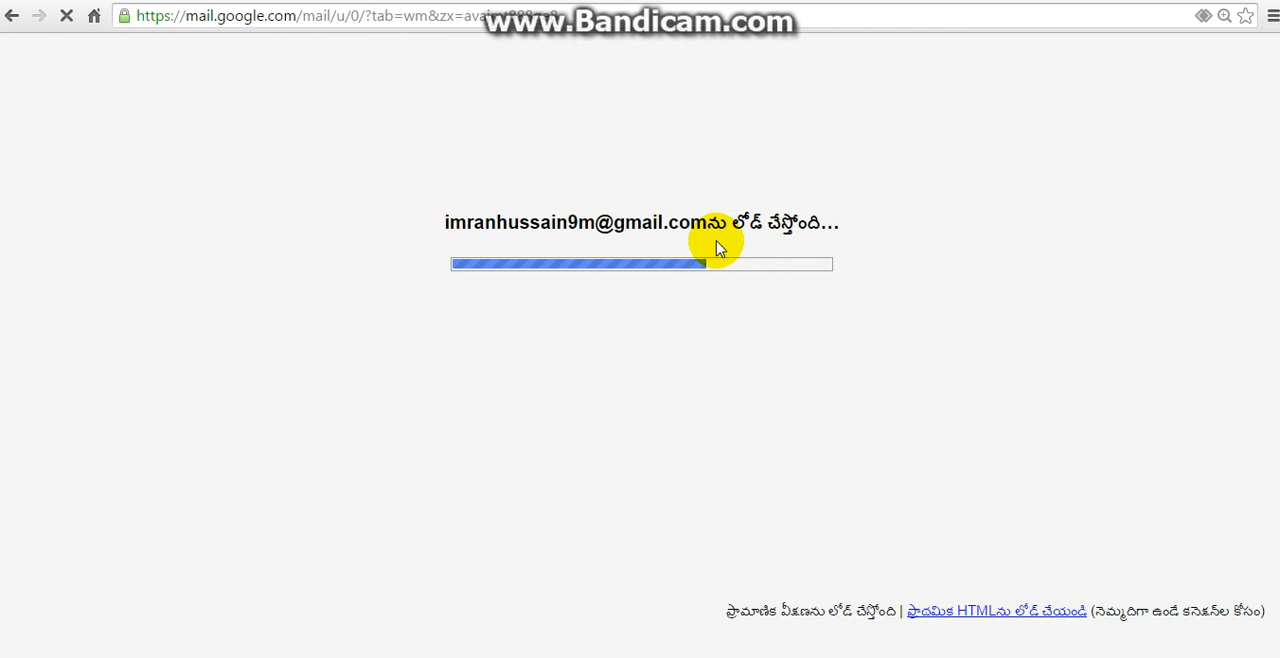 https://mail.google.com/mail/u/0/?tab=wm&zx=
www.Bandicam.com
imranhussain9m@gmail.comను లోడ్ చేస్తోంది...
ప్రామాణిక వీక్షణను లోడ్ చేస్తోంది | ప్రాదమిక HTMLను లోడ్ చేయండి (నెమ్మదిగా ఉండే కనెక్షన్‌ల కోసం)